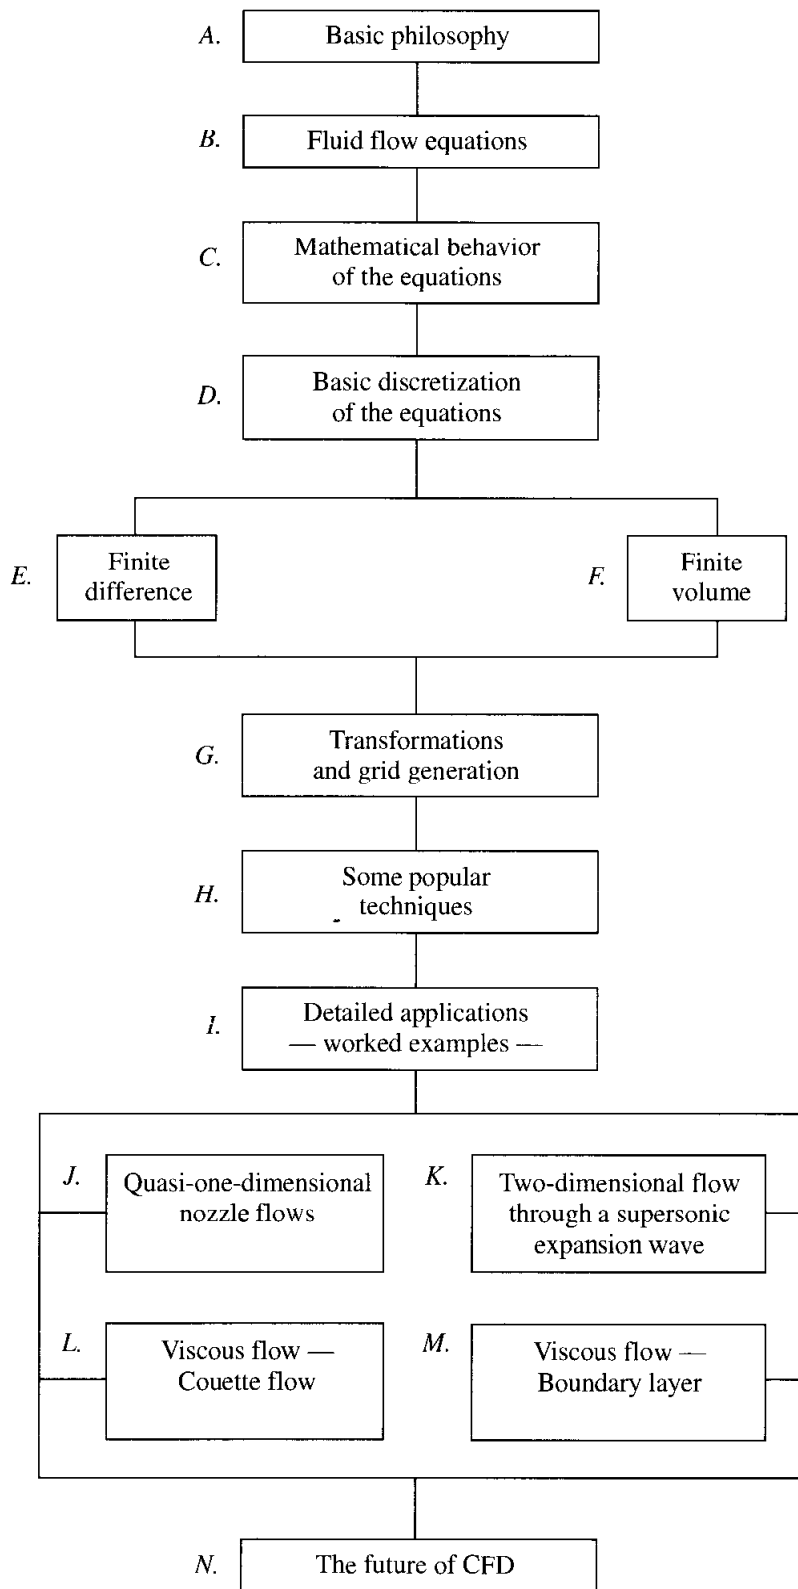 A. Basic philosophy
B. Fluid flow equations
C. Mathematical behavior
of the equations
D. Basic discretization
of the equations
E. Finite
difference
F. Finite
volume
G. Transformations
and grid generation
H. Some popular
techniques
I. Detailed applications
— worked examples —
J. Quasi-one-dimensional
nozzle flows
K. Two-dimensional flow
through a supersonic
expansion wave
L. Viscous flow —
Couette flow
M. Viscous flow —
Boundary layer
N. The future of CFD